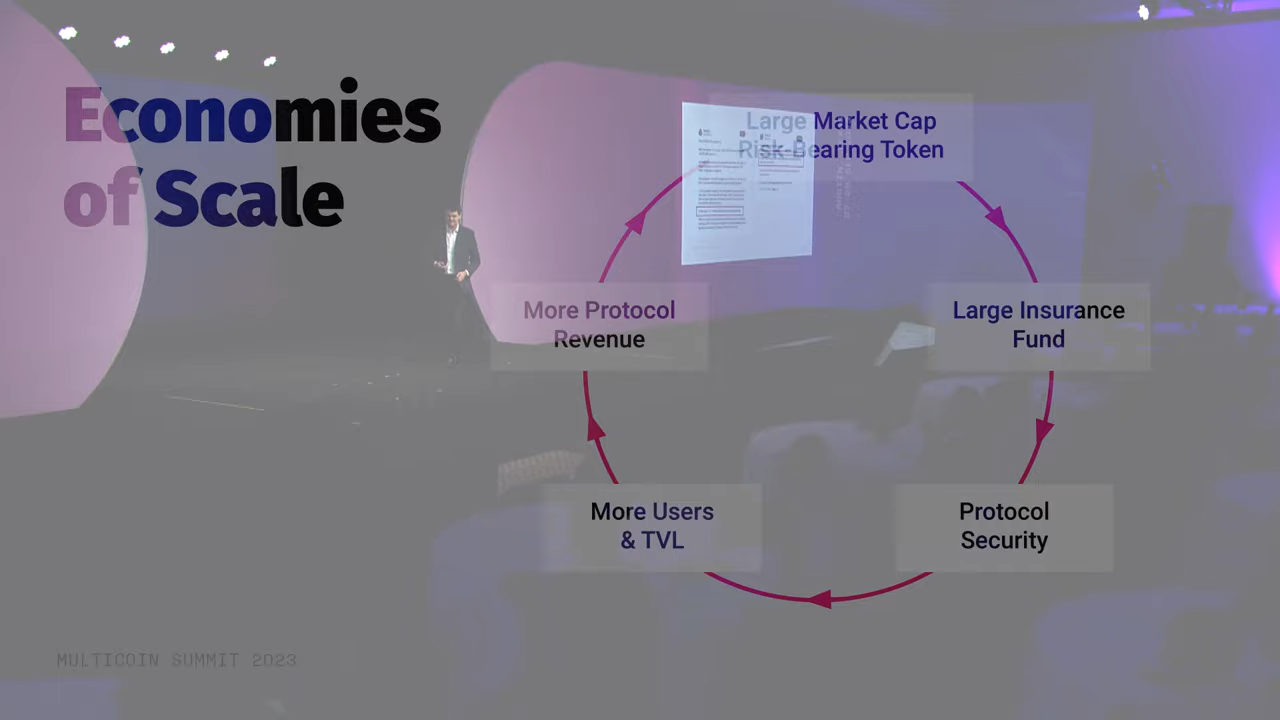 Economies
of Scale
Large Market Cap
Risk-Bearing Token
More Protocol
Revenue
Large Insurance
Fund
More Users
& TVL
Protocol
Security
MULTICOIN SUMMIT 2023